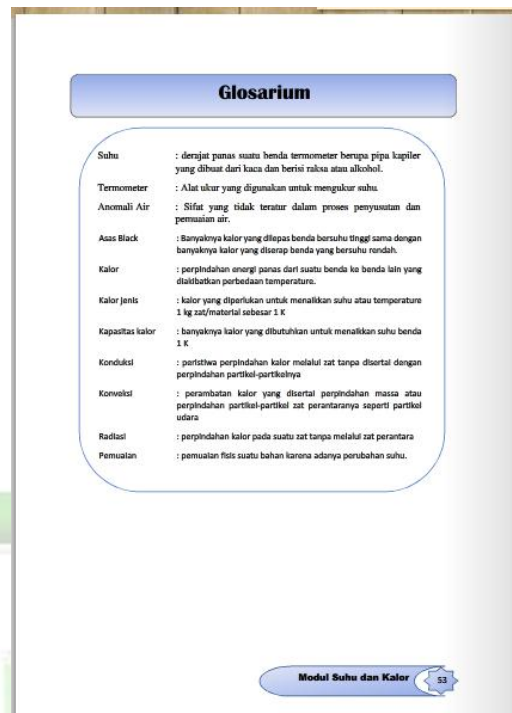 Glosarium
Suhu : derajat panas suatu benda termometer berupa pipa kapiler
yang dibuat dari kaca dan berisi raksa atau alkohol.
Termometer : Alat ukur yang digunakan untuk mengukur suhu.
Anomali Air : Sifat yang tidak teratur dalam proses penyusutan dan
pemuaian air.
Asas Black : Banyaknya kalor yang dilepas benda bersuhu tinggi sama dengan
banyaknya kalor yang diserap benda yang bersuhu rendah.
Kalor : perpindahan energi panas dari suatu benda ke benda lain yang
diakibatkan perbedaan temperature.
Kalor jenis : kalor yang diperlukan untuk menaikkan suhu atau temperature
1 kg zat/material sebesar 1 K
Kapasitas kalor : banyaknya kalor yang dibutuhkan untuk menaikkan suhu benda
1 K
Konduksi : peristiwa perpindahan kalor melalui zat tanpa disertai dengan
perpindahan partikel-partikelnya
Konveksi : perambatan kalor yang disertai perpindahan massa atau
perpindahan partikel-partikel zat perantaranya seperti partikel
udara
Radiasi : perpindahan kalor pada suatu zat tanpa melalui zat perantara
Pemuaian : pemuaian fisis suatu bahan karena adanya perubahan suhu.
Modul Suhu dan Kalor 53